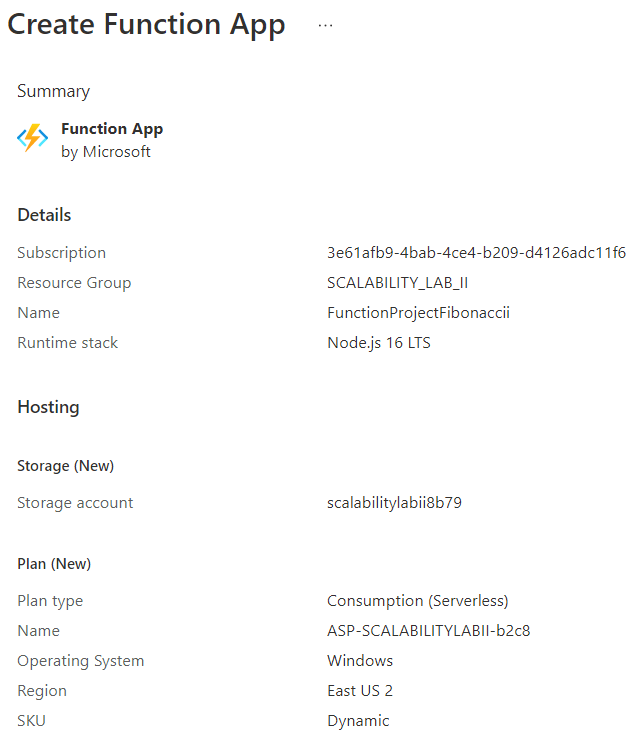 Create Function App ...
Summary
Function App
by Microsoft
Details
Subscription 3e61afb9-4bab-4ce4-b209-d4126adc11f6
Resource Group SCALABILITY_LAB_II
Name FunctionProjectFibonaccii
Runtime stack Node.js 16 LTS
Hosting
Storage (New)
Storage account scalabilitylabii8b79
Plan (New)
Plan type Consumption (Serverless)
Name ASP-SCALABILITYLABII-b2c8
Operating System Windows
Region East US 2
SKU Dynamic